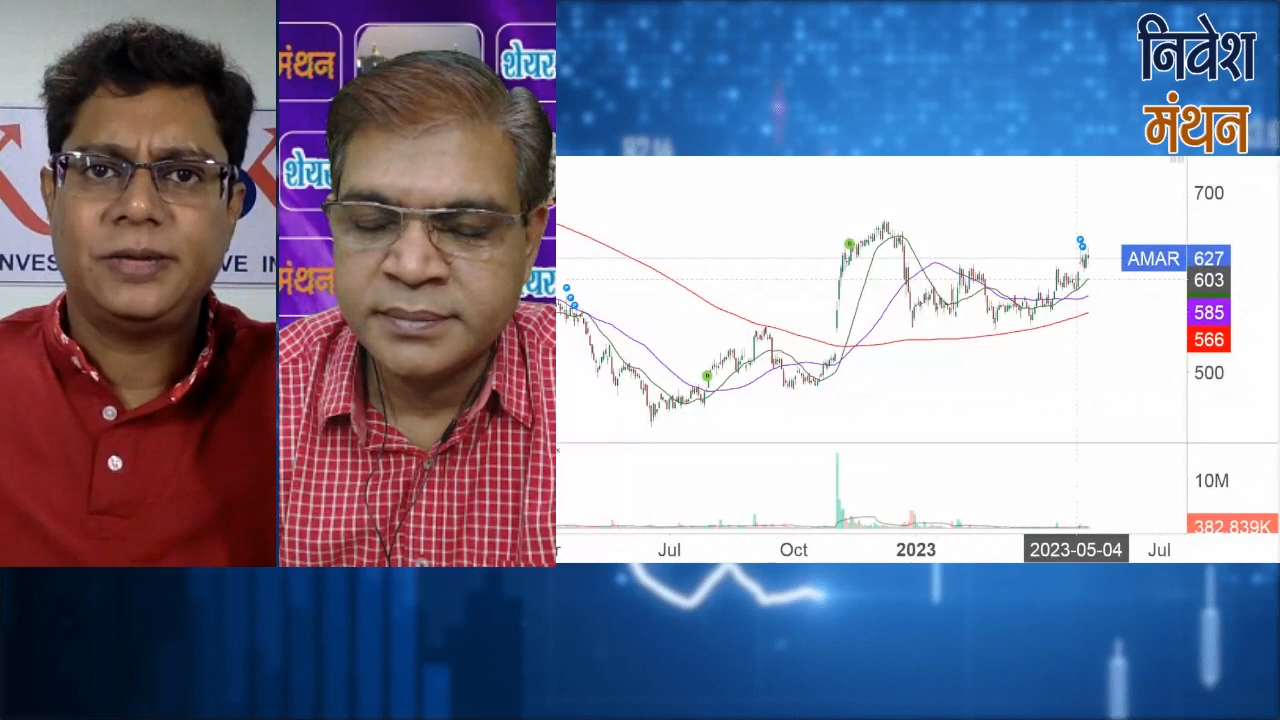 निवेश
मंथन
मंथन
शेयर
शेयर
मंथन
शेयर
INVES
VE IN
700
AMAR 627
603
585
566
500
10M
382.839K
Jul
Oct
2023
2023-05-04
Jul